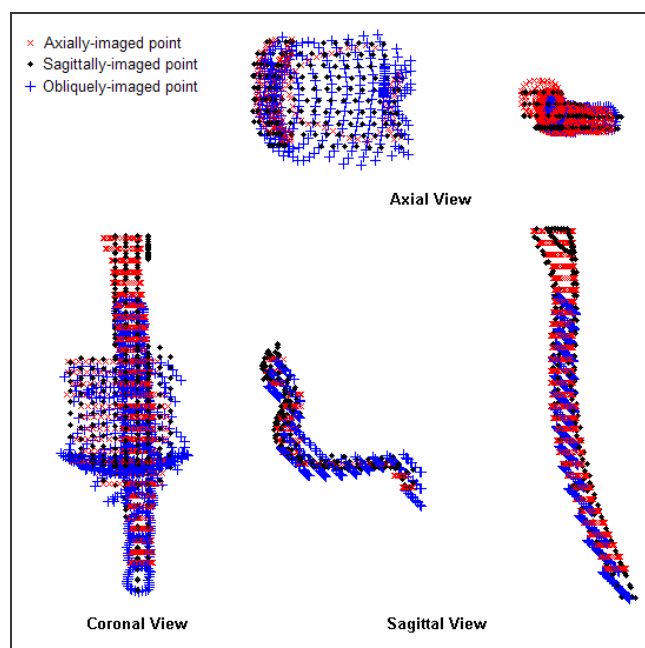 Axially-imaged point
Sagittally-imaged point
Obliquely-imaged point
Axial View
Coronal View
Sagittal View